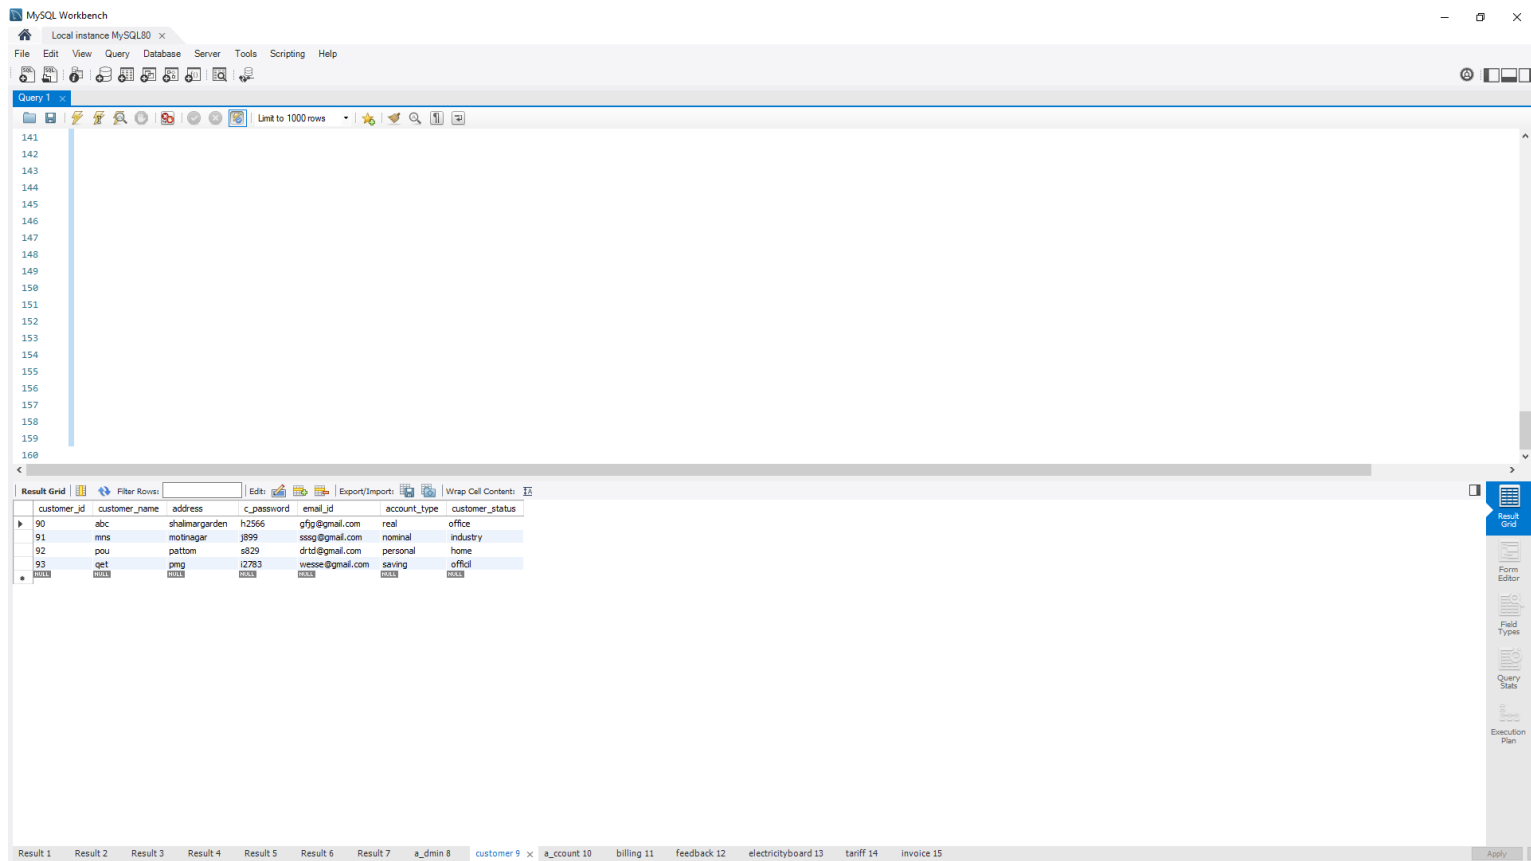 MySQL Workbench
Local instance MySQL80
File Edit View Query Database Server Tools Scripting Help
Query 1
Limit to 1000 rows
141
142
143
144
145
146
147
148
149
150
151
152
153
154
155
156
157
158
159
160
Result Grid Filter Rows: Edit: Export/Import: Wrap Cell Content:
customer_id customer_name address c_password email_id account_type customer_status
90 abc shalimargarden h2566 gfjg@gmail.com real office
91 mns motinagar j899 sssg@gmail.com nominal industry
92 pou pattom s829 drtd@gmail.com personal home
93 qet pmg i2783 wesse@gmail.com saving officil
NULL NULL NULL NULL NULL NULL NULL
Result
Grid
Form
Editor
Field
Types
Query
Stats
Execution
Plan
Result 1 Result 2 Result 3 Result 4 Result 5 Result 6 Result 7 a_dmin 8 customer 9 a_ccount 10 billing 11 feedback 12 electricityboard 13 tariff 14 invoice 15 Apply